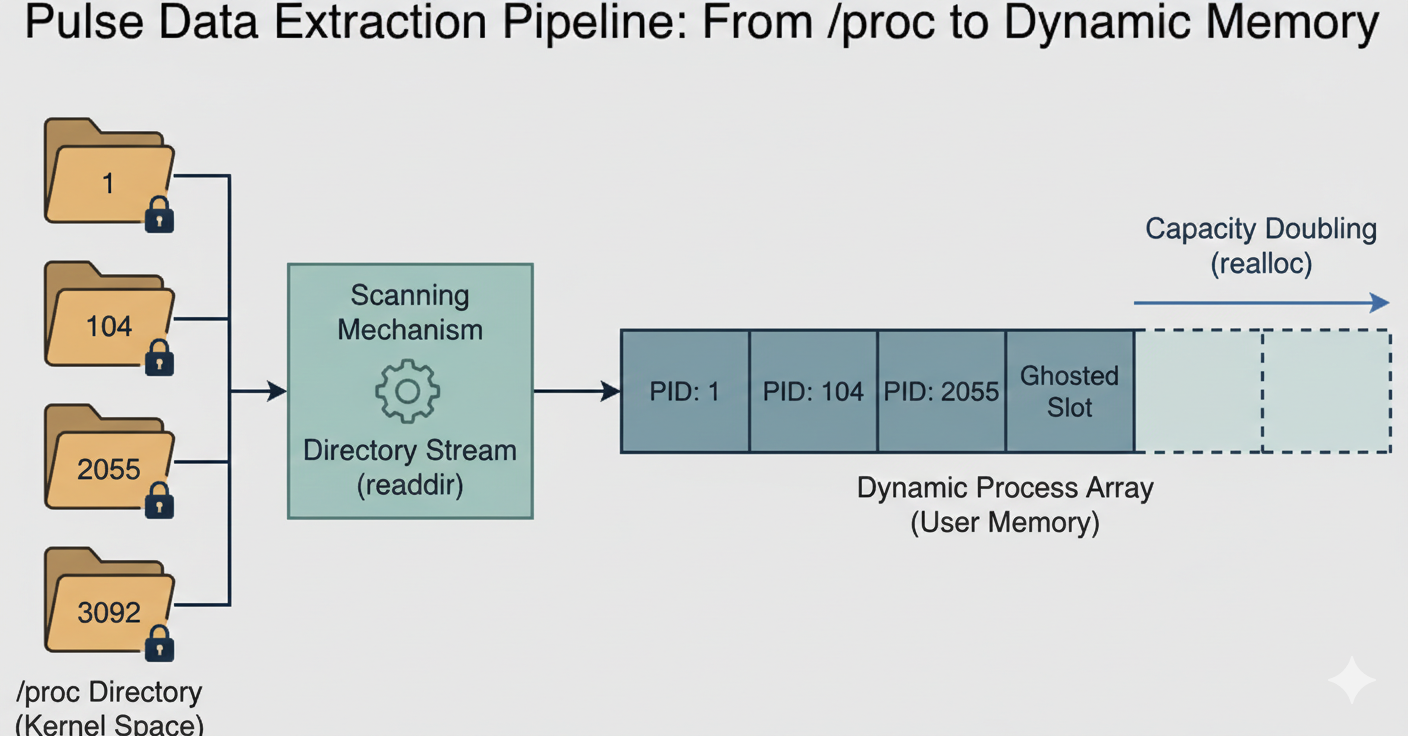 Pulse Data Extraction Pipeline: From /proc to Dynamic Memory
1
104
2055
3092
/proc Directory
(Kernel Space)
Scanning
Mechanism
Directory Stream
(readdir)
PID: 1
PID: 104
PID: 2055
Ghosted
Slot
Dynamic Process Array
(User Memory)
Capacity Doubling
(realloc)